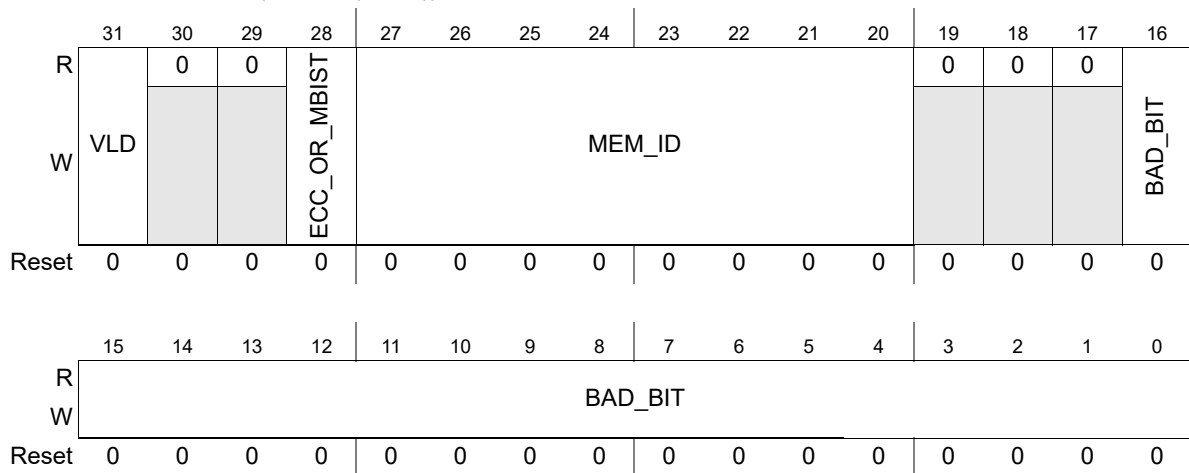 31 30 29 28 27 26 25 24 23 22 21 20 19 18 17 16
R VLD 0 0 ECC_OR_MBIST MEM_ID 0 0 0 BAD_BIT
W
Reset 0 0 0 0 0 0 0 0 0 0 0 0 0 0 0 0
15 14 13 12 11 10 9 8 7 6 5 4 3 2 1 0
R BAD_BIT
W
Reset 0 0 0 0 0 0 0 0 0 0 0 0 0 0 0 0